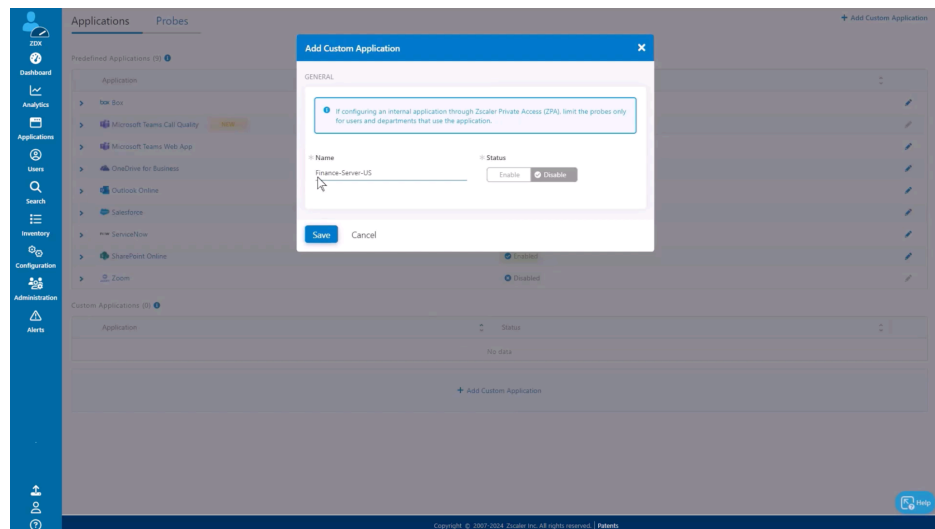 Applications Probes
+ Add Custom Application
ZDX
Dashboard
Analytics
Applications
Users
Search
Inventory
Configuration
Administration
Alerts
Predefined Applications (9)
Application
box Box
Microsoft Teams Call Quality NEW
Microsoft Teams Web App
OneDrive for Business
Outlook Online
Salesforce
ServiceNow
SharePoint Online Enabled
Zoom Disabled
Add Custom Application
GENERAL
If configuring an internal application through Zscaler Private Access (ZPA), limit the probes only
for users and departments that use the application.
Name Status
Finance-Server-US Enable Disable
Save Cancel
Custom Applications (0)
Application Status
No data
+ Add Custom Application
Help
Copyright © 2007-2024 Zscaler Inc. All rights reserved. | Patents